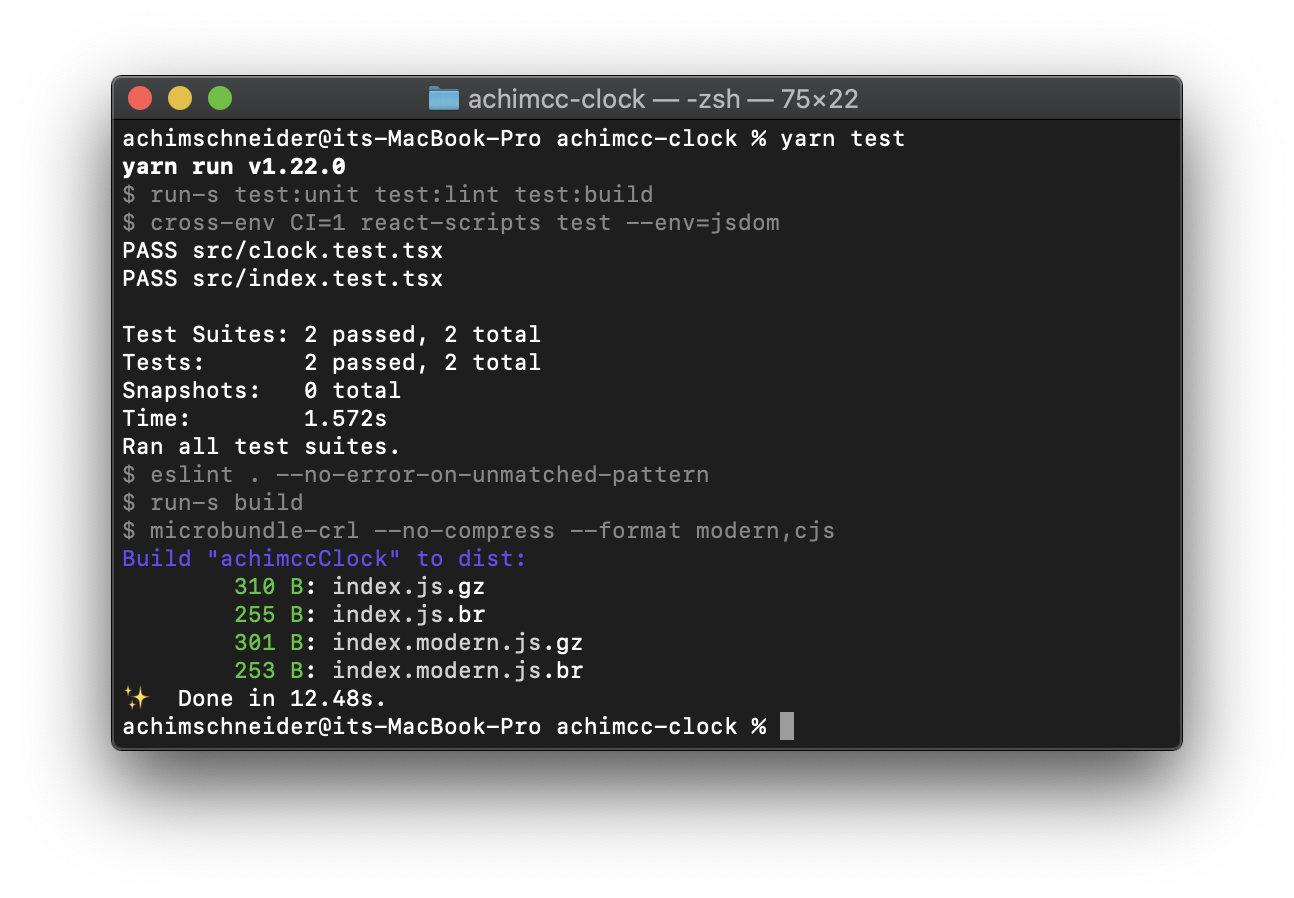 achimcc-clock — -zsh — 75×22
achimschneider@its-MacBook-Pro achimcc-clock % yarn test
yarn run v1.22.0
$ run-s test:unit test:lint test:build
$ cross-env CI=1 react-scripts test --env=jsdom
PASS src/clock.test.tsx
PASS src/index.test.tsx
Test Suites: 2 passed, 2 total
Tests:       2 passed, 2 total
Snapshots:   0 total
Time:        1.572s
Ran all test suites.
$ eslint . --no-error-on-unmatched-pattern
$ run-s build
$ microbundle-crl --no-compress --format modern,cjs
Build "achimccClock" to dist:
        310 B: index.js.gz
        255 B: index.js.br
        301 B: index.modern.js.gz
        253 B: index.modern.js.br
✨  Done in 12.48s.
achimschneider@its-MacBook-Pro achimcc-clock %